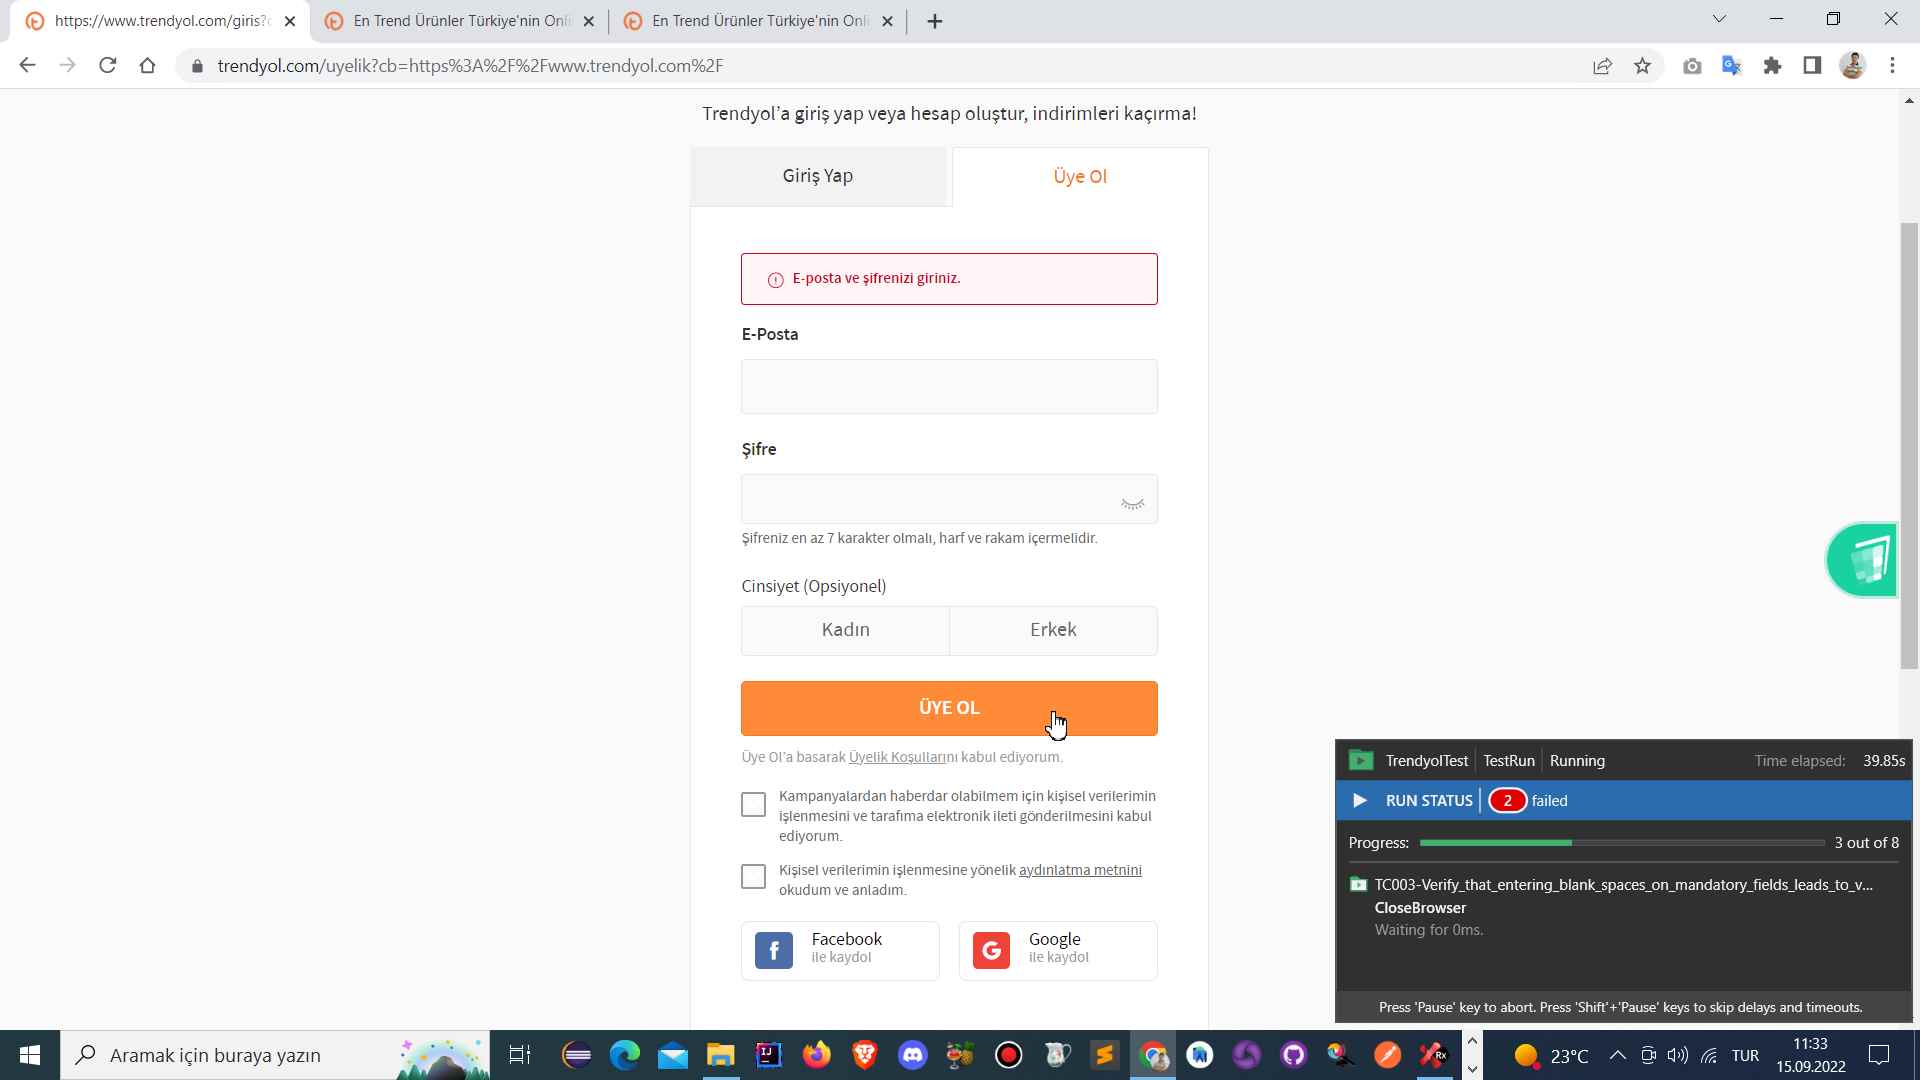 https://www.trendyol.com/giris?c
En Trend Ürünler Türkiye'nin Onli
En Trend Ürünler Türkiye'nin Onli
trendyol.com/uyelik?cb=https%3A%2F%2Fwww.trendyol.com%2F
Trendyol'a giriş yap veya hesap oluştur, indirimleri kaçırma!
Giriş Yap
Üye Ol
E-posta ve şifrenizi giriniz.
E-Posta
Şifre
Şifreniz en az 7 karakter olmalı, harf ve rakam içermelidir.
Cinsiyet (Opsiyonel)
Kadın
Erkek
ÜYE OL
Üye Ol'a basarak Üyelik Koşullarını kabul ediyorum.
Kampanyalardan haberdar olabilmem için kişisel verilerimin
işlenmesini ve tarafıma elektronik ileti gönderilmesini kabul
ediyorum.
Kişisel verilerimin işlenmesine yönelik aydınlatma metnini
okudum ve anladım.
Facebook
ile kaydol
Google
ile kaydol
TrendyolTest
TestRun
Running
Time elapsed: 39.85s
RUN STATUS
2 failed
Progress:
3 out of 8
TC003-Verify_that_entering_blank_spaces_on_mandatory_fields_leads_to_v...
CloseBrowser
Waiting for 0ms.
Press 'Pause' key to abort. Press 'Shift'+'Pause' keys to skip delays and timeouts.
Aramak için buraya yazın
23°C
TUR
11:33
15.09.2022